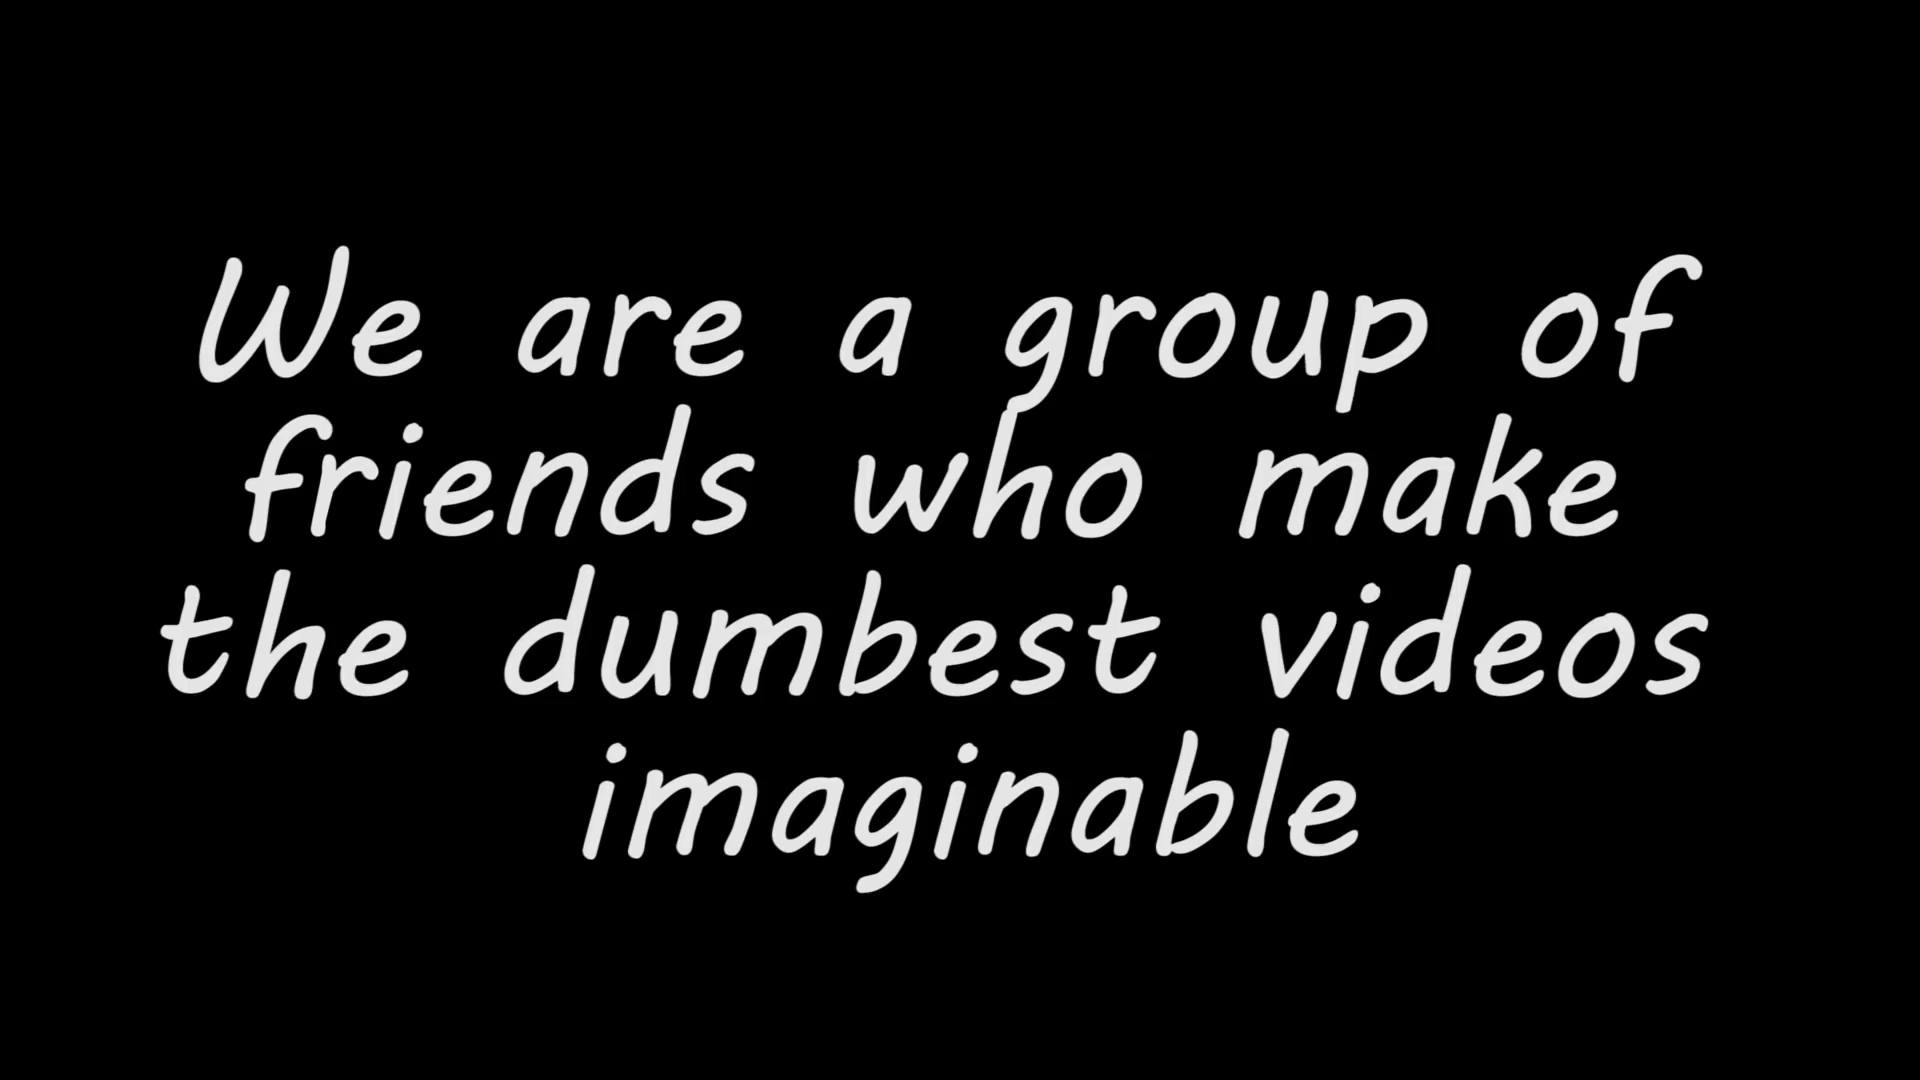 We are a group of
friends who make
the dumbest videos
imaginable